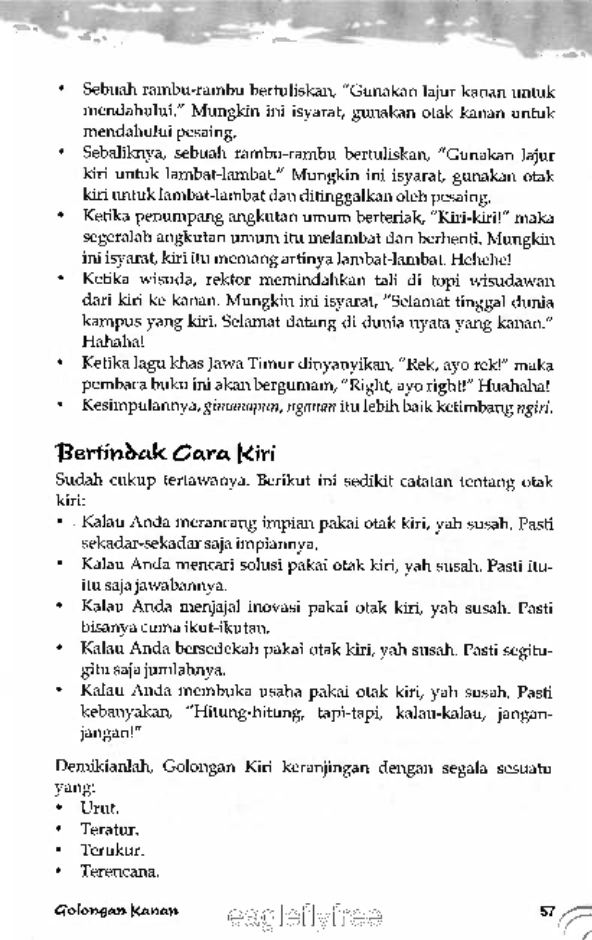 • Sebuah rambu-rambu bertuliskan, "Gunakan lajur kanan untuk
mendahului." Mungkin ini isyarat, gunakan otak kanan untuk
mendahului pesaing.
• Sebaliknya, sebuah rambu-rambu bertuliskan, "Gunakan lajur
kiri untuk lambat-lambat." Mungkin ini isyarat, gunakan otak
kiri untuk lambat-lambat dan ditinggalkan oleh pesaing.
• Ketika penumpang angkutan umum berteriak, "Kiri-kiri!" maka
segeralah angkutan umum itu melambat dan berhenti. Mungkin
ini isyarat, kiri itu memang artinya lambat-lambat. Hehehe!
• Ketika wisuda, rektor memindahkan tali di topi wisudawan
dari kiri ke kanan. Mungkin ini isyarat, "Selamat tinggal dunia
kampus yang kiri. Selamat datang di dunia nyata yang kanan."
Hahaha!
• Ketika lagu khas Jawa Timur dinyanyikan, "Rek, ayo rek!" maka
pembaca buku ini akan bergumam, "Right, ayo right!" Huahaha!
• Kesimpulannya, gimanapun, nganan itu lebih baik ketimbang ngiri.
Bertindak Cara Kiri
Sudah cukup tertawanya. Berikut ini sedikit catatan tentang otak
kiri:
• Kalau Anda merancang impian pakai otak kiri, yah susah. Pasti
sekadar-sekadar saja impiannya.
• Kalau Anda mencari solusi pakai otak kiri, yah susah. Pasti itu-
itu saja jawabannya.
• Kalau Anda menjajal inovasi pakai otak kiri, yah susah. Pasti
bisanya cuma ikut-ikutan.
• Kalau Anda bersedekah pakai otak kiri, yah susah. Pasti segitu-
gitu saja jumlahnya.
• Kalau Anda membuka usaha pakai otak kiri, yah susah. Pasti
kebanyakan, "Hitung-hitung, tapi-tapi, kalau-kalau, jangan-
jangan!"
Demikianlah, Golongan Kiri keranjingan dengan segala sesuatu
yang:
• Urut.
• Teratur.
• Terukur.
• Terencana.
Golongan Kanan
eagleflyfree
57